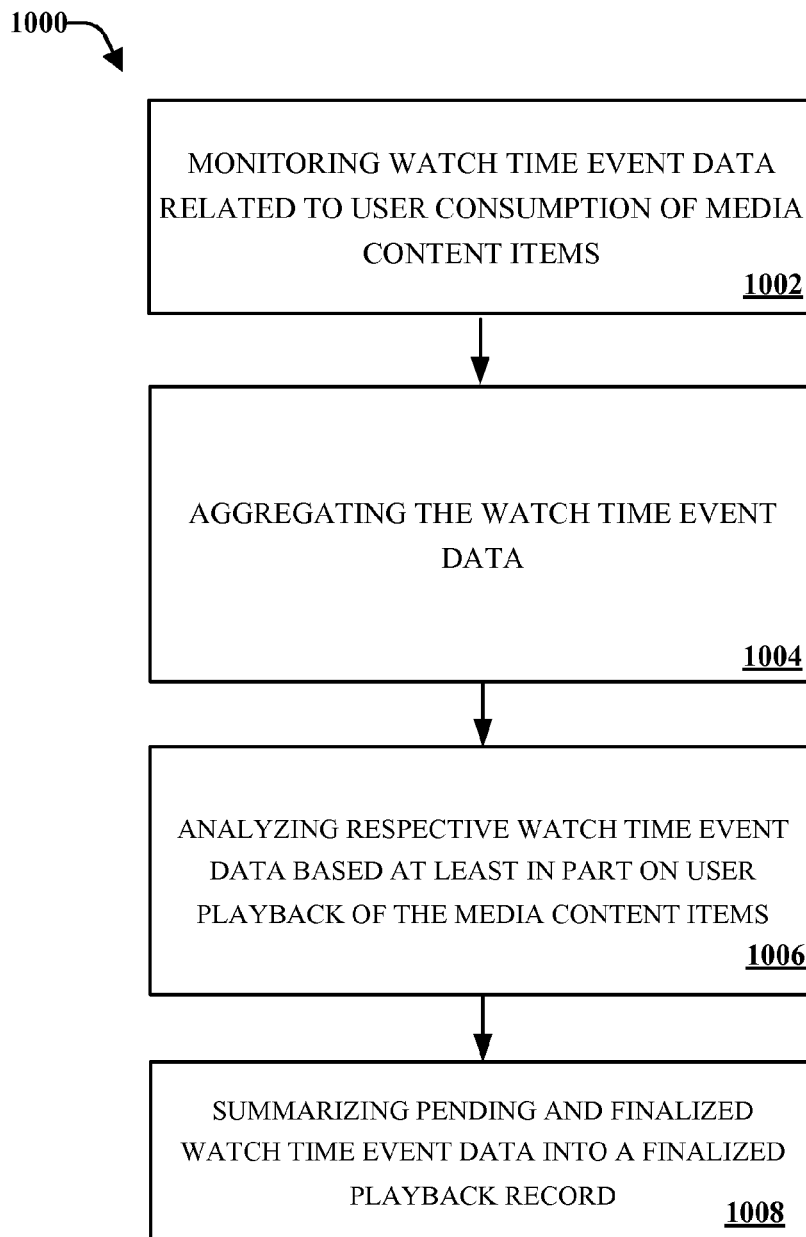 1000
MONITORING WATCH TIME EVENT DATA
RELATED TO USER CONSUMPTION OF MEDIA
CONTENT ITEMS
1002
AGGREGATING THE WATCH TIME EVENT
DATA
1004
ANALYZING RESPECTIVE WATCH TIME EVENT
DATA BASED AT LEAST IN PART ON USER
PLAYBACK OF THE MEDIA CONTENT ITEMS
1006
SUMMARIZING PENDING AND FINALIZED
WATCH TIME EVENT DATA INTO A FINALIZED
PLAYBACK RECORD
1008